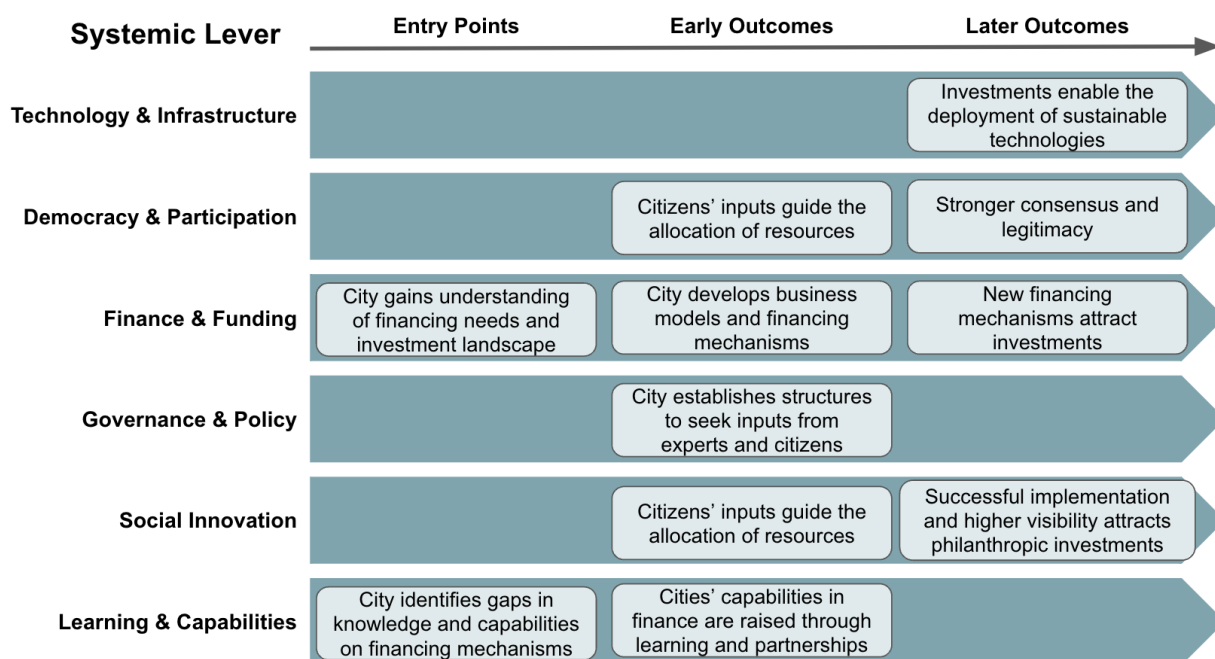 Systemic Lever
Entry Points
Early Outcomes
Later Outcomes
Technology & Infrastructure
Investments enable the
deployment of sustainable
technologies
Democracy & Participation
Citizens’ inputs guide the
allocation of resources
Stronger consensus and
legitimacy
Finance & Funding
City gains understanding
of financing needs and
investment landscape
City develops business
models and financing
mechanisms
New financing
mechanisms attract
investments
Governance & Policy
City establishes structures
to seek inputs from
experts and citizens
Social Innovation
Citizens’ inputs guide the
allocation of resources
Successful implementation
and higher visibility attracts
philanthropic investments
Learning & Capabilities
City identifies gaps in
knowledge and capabilities
on financing mechanisms
Cities’ capabilities in
finance are raised through
learning and partnerships